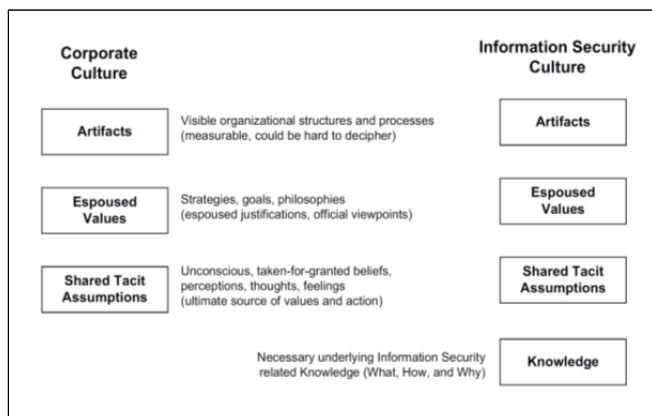 Corporate
Culture
Information Security
Culture
Artifacts
Visible organizational structures and processes
(measurable, could be hard to decipher)
Artifacts
Espoused
Values
Strategies, goals, philosophies
(espoused justifications, official viewpoints)
Espoused
Values
Shared Tacit
Assumptions
Unconscious, taken-for-granted beliefs,
perceptions, thoughts, feelings
(ultimate source of values and action)
Shared Tacit
Assumptions
Necessary underlying Information Security
related Knowledge (What, How, and Why)
Knowledge